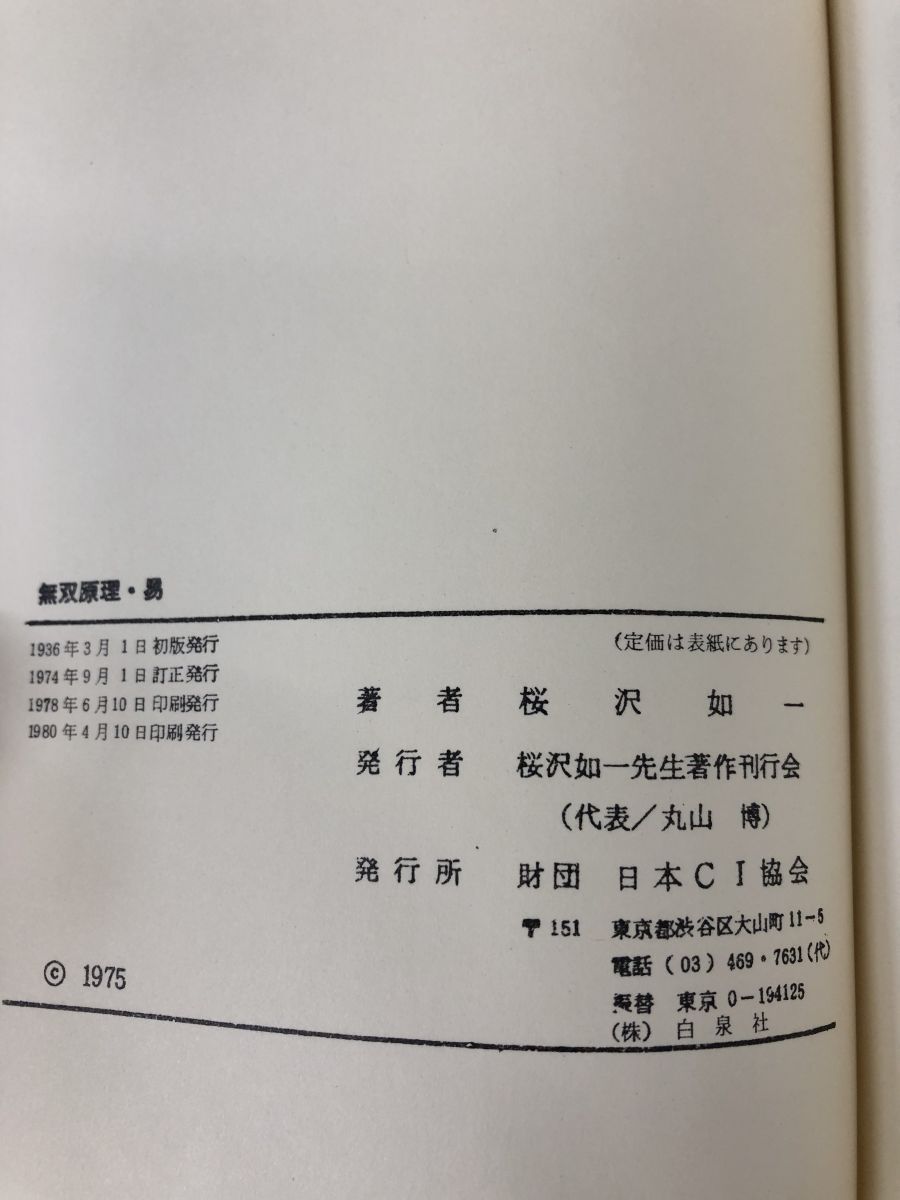 無双原理・易
1936年3月1日初版発行
1974年9月1日訂正発行
1978年6月10日印刷発行
1980年4月10日印刷発行
(定価は表紙にあります)
著者 桜沢如一
発行者 桜沢如一先生著作刊行会
(代表/丸山 博)
発行所 財団 日本CI協会
〒151 東京都渋谷区大山町11-5
電話(03)469・7631(代)
振替 東京0-194125
(株) 白泉社
© 1975